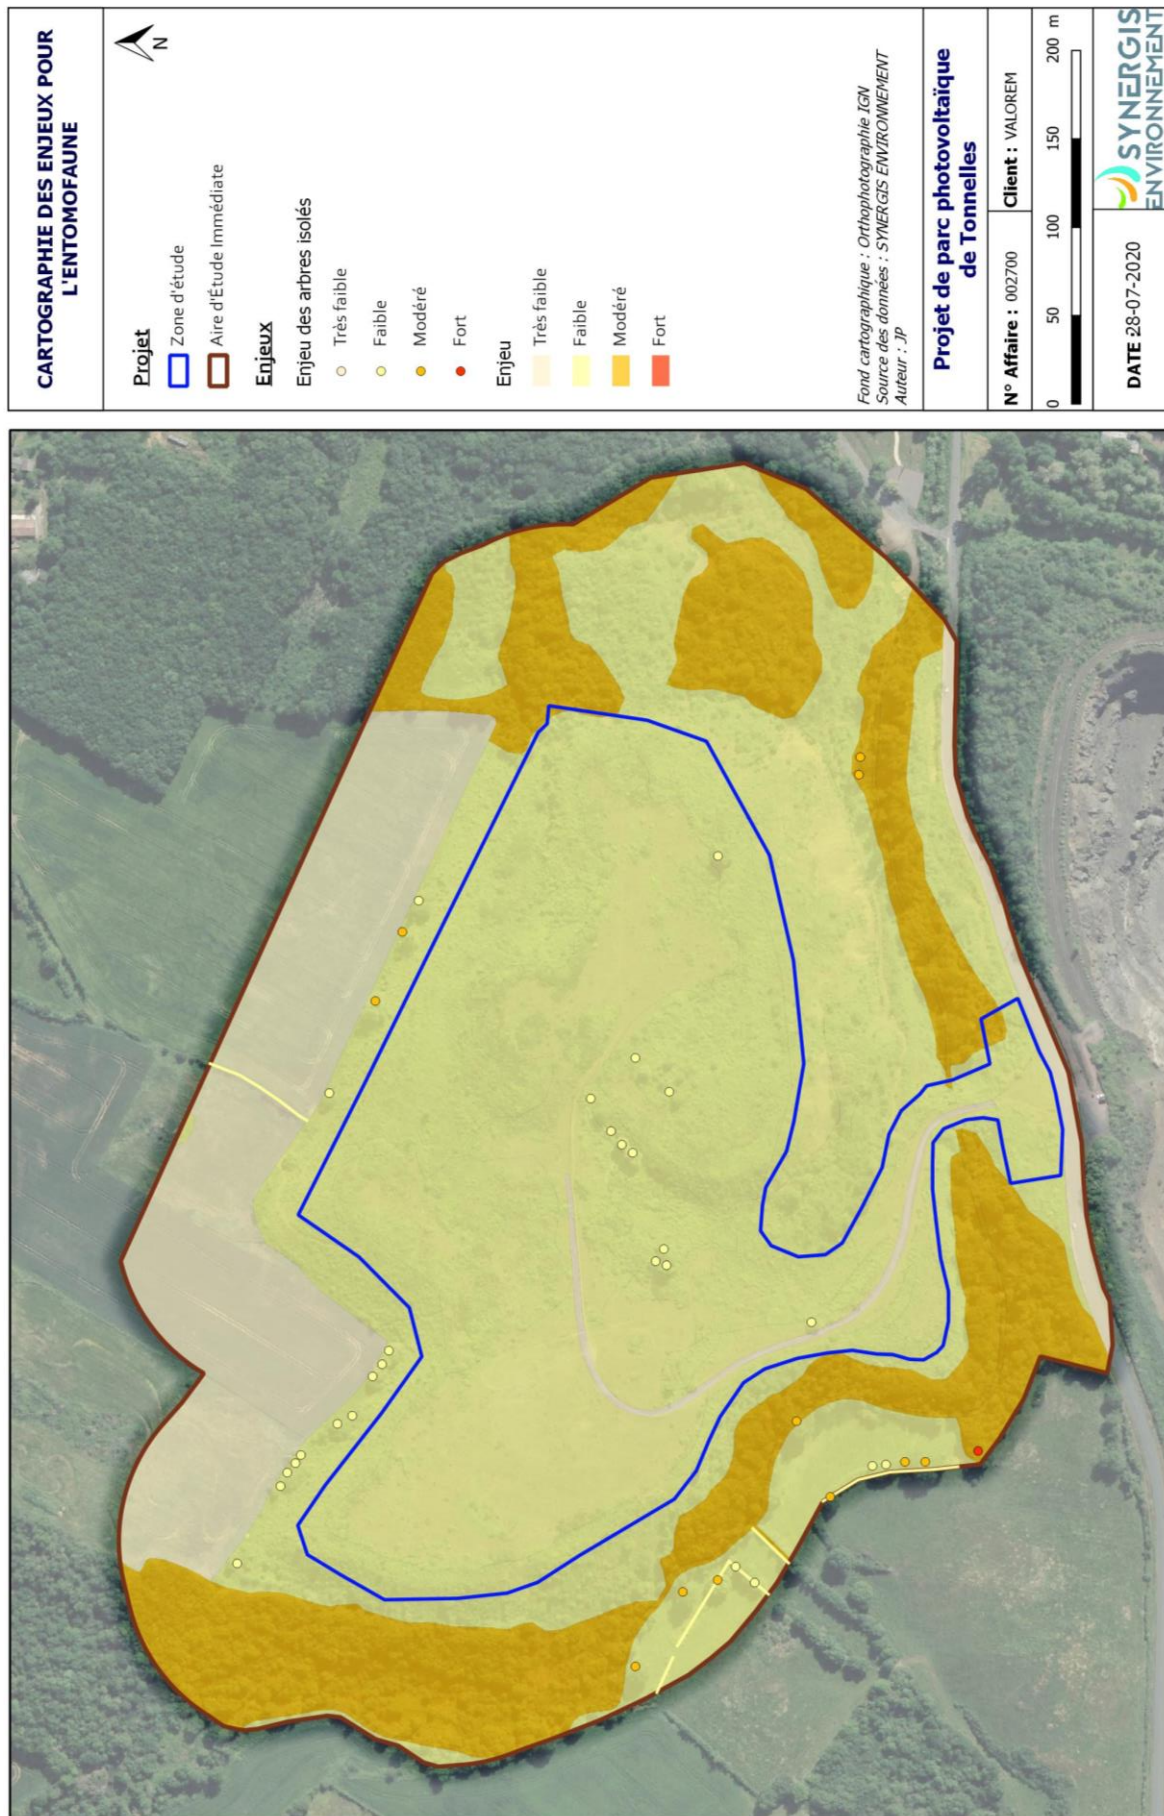 CARTOGRAPHIE DES ENJEUX POUR
L'ENTOMOFAUNE
N
Projet
Zone d'étude
Aire d'Étude Immédiate
Enjeux
Enjeu des arbres isolés
Très faible
Faible
Modéré
Fort
Enjeu
Très faible
Faible
Modéré
Fort
Fond cartographique : Orthophotographie IGN
Source des données : SYNERGIS ENVIRONNEMENT
Auteur : JP
Projet de parc photovoltaïque
de Tonnelles
N° Affaire : 002700
Client : VALOREM
0 50 100 150 200 m
DATE 28-07-2020
SYNERGIS
ENVIRONNEMENT